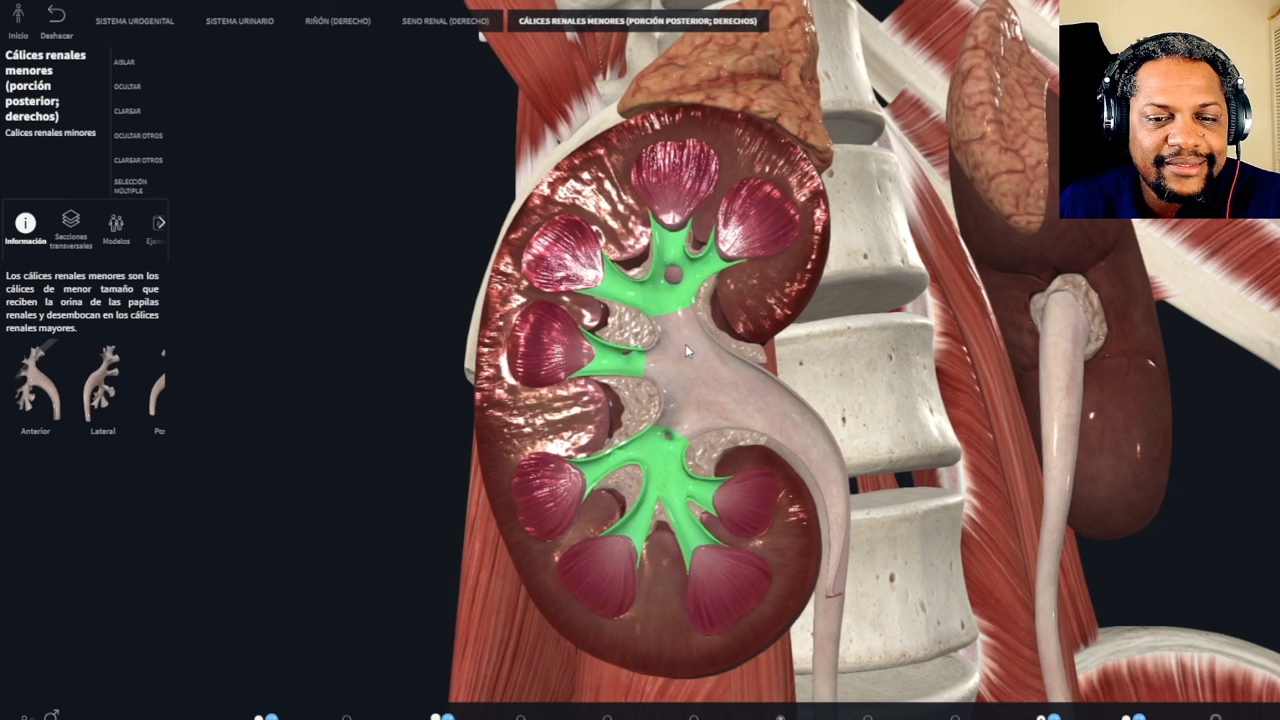 SISTEMA UROGENITAL
SISTEMA URINARIO
RIÑÓN (DERECHO)
SENO RENAL (DERECHO)
CÁLICES RENALES MENORES (PORCIÓN POSTERIOR; DERECHOS)
Inicio
Deshacer
Cálices renales
menores
(porción
posterior;
derechos)
Calices renales minores
AISLAR
OCULTAR
CLAREAR
OCULTAR OTROS
CLAREAR OTROS
SELECCIÓN
MÚLTIPLE
Información
Secciones
transversales
Modelos
Los cálices renales menores son los
cálices de menor tamaño que
reciben la orina de las papilas
renales y desembocan en los cálices
renales mayores.
Anterior
Lateral